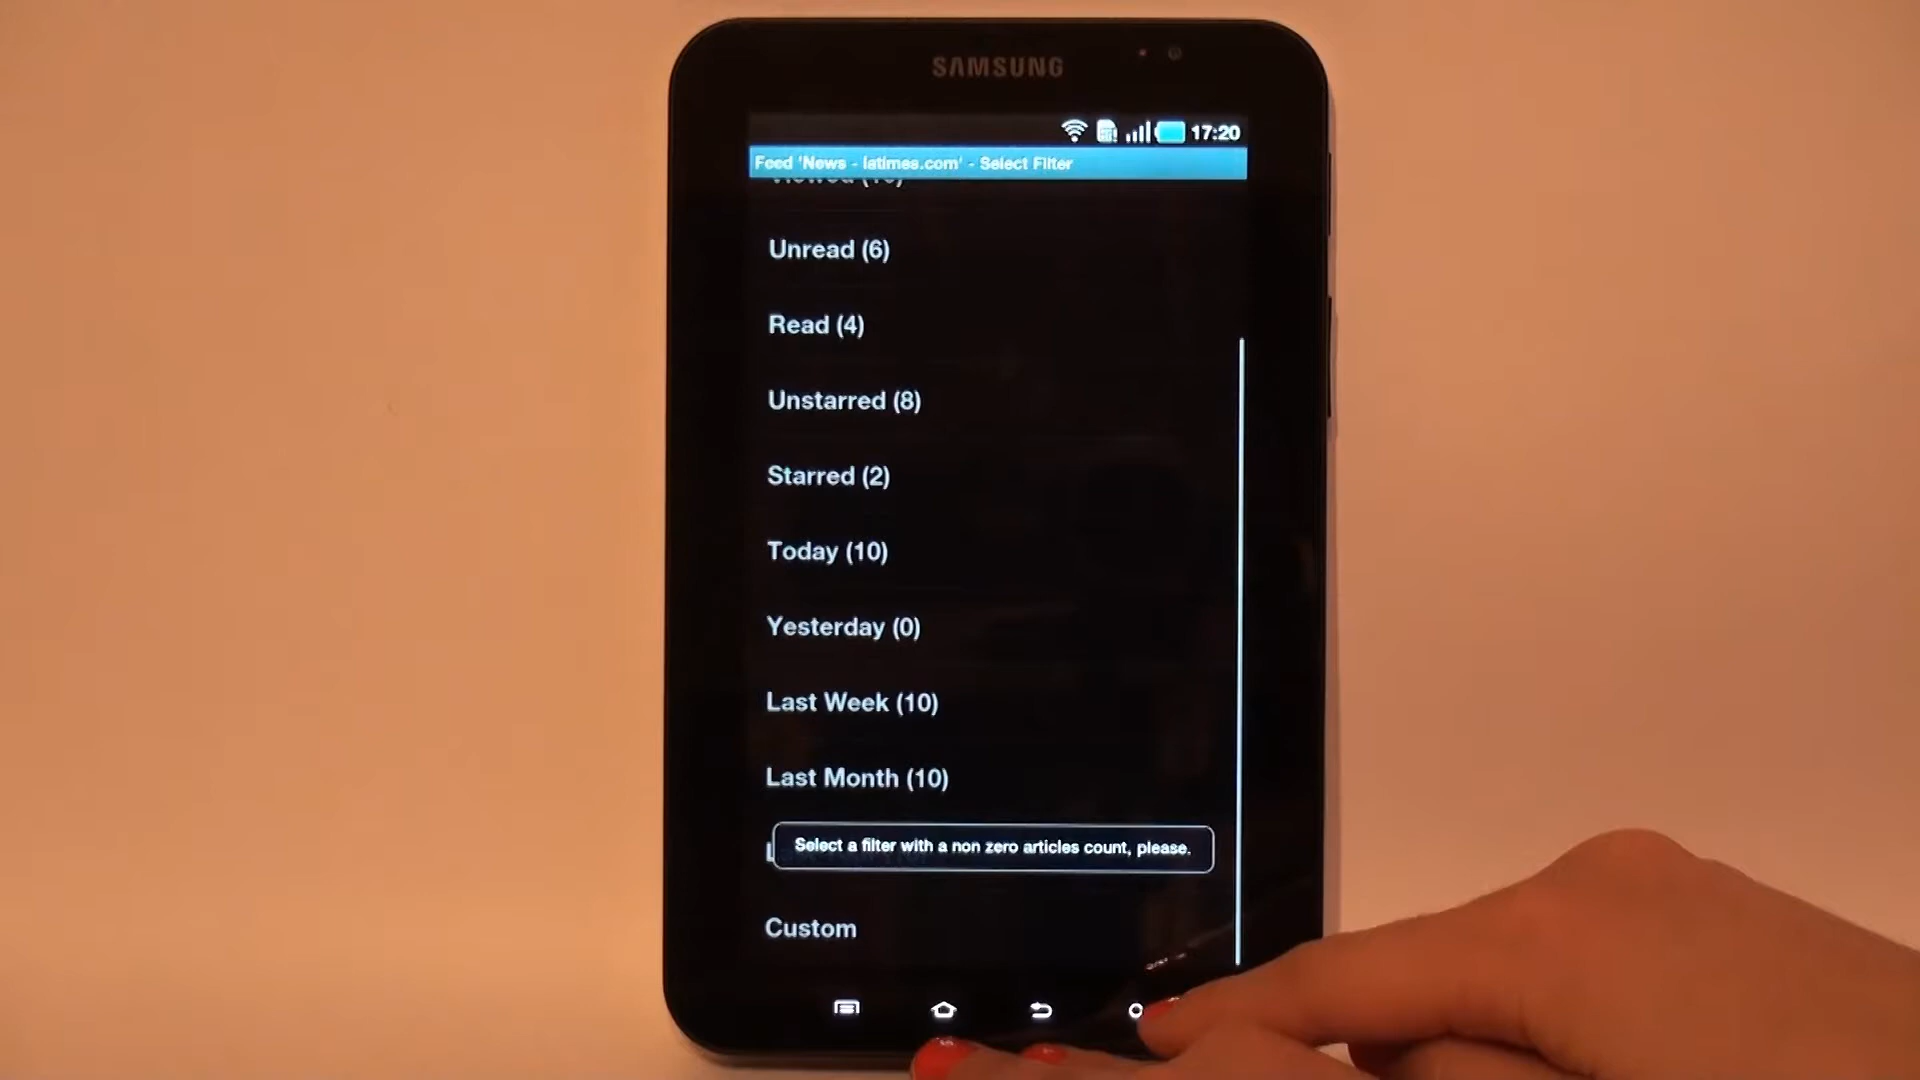 SAMSUNG
17:20
Feed 'News - latimes.com' - Select Filter
Unread (6)
Read (4)
Unstarred (8)
Starred (2)
Today (10)
Yesterday (0)
Last Week (10)
Last Month (10)
Select a filter with a non zero articles count, please.
Custom